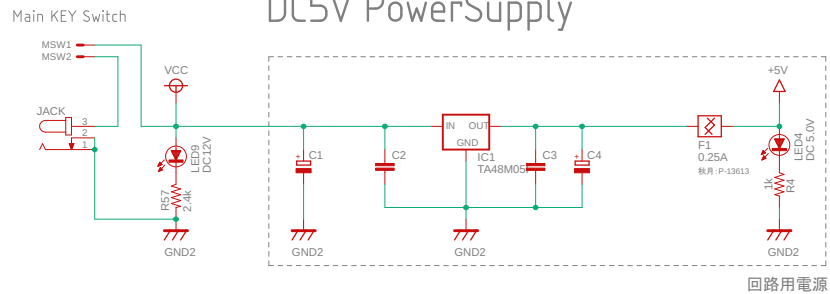 DC5V PowerSupply
Main KEY Switch
MSW1
MSW2
VCC
+5V
JACK
3
2
1
LED9
DC12V
R57
2.4k
GND2
C1
GND2
C2
IN OUT
GND
IC1
TA48M05F
C3
C4
GND2
F1
0.25A
秋月：P-13613
LED4
DC 5.0V
1k
R4
GND2
回路用電源